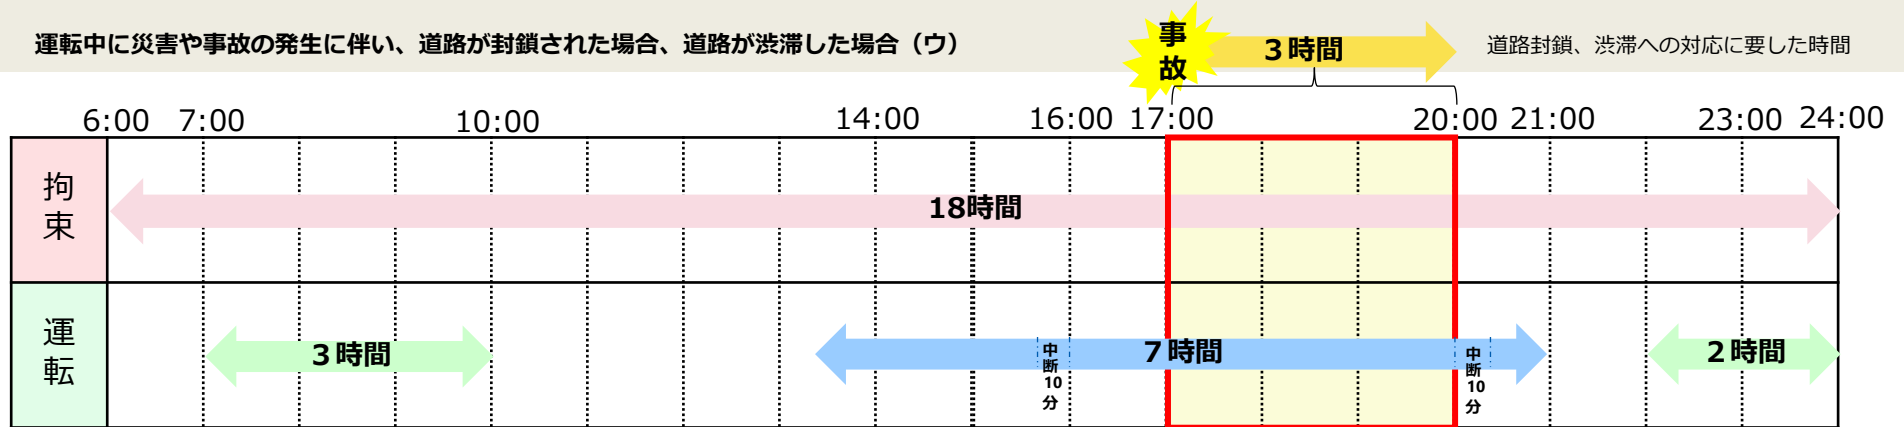 運転中に災害や事故の発生に伴い、道路が封鎖された場合、道路が渋滞した場合（ウ）
事
故
３時間
道路封鎖、渋滞への対応に要した時間
6:00 7:00 10:00 14:00 16:00 17:00 20:00 21:00 23:00 24:00
拘
束
18時間
運
転
３時間
中
断
10
分
７時間
中
断
10
分
２時間